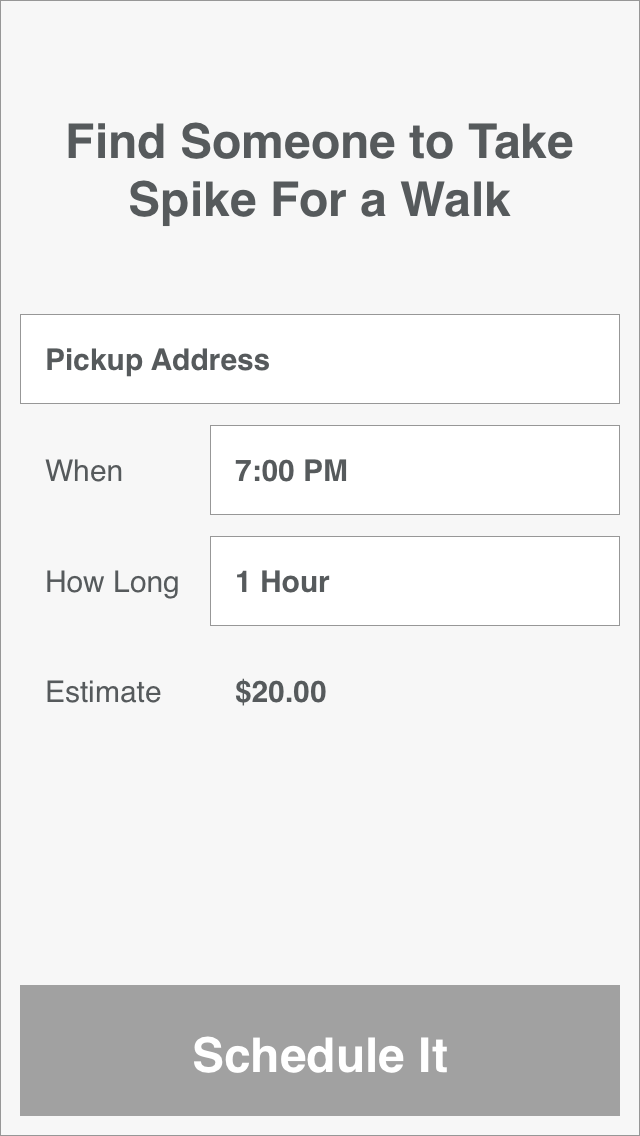 Find Someone to Take
Spike For a Walk
Pickup Address
When 7:00 PM
How Long 1 Hour
Estimate $20.00
Schedule It